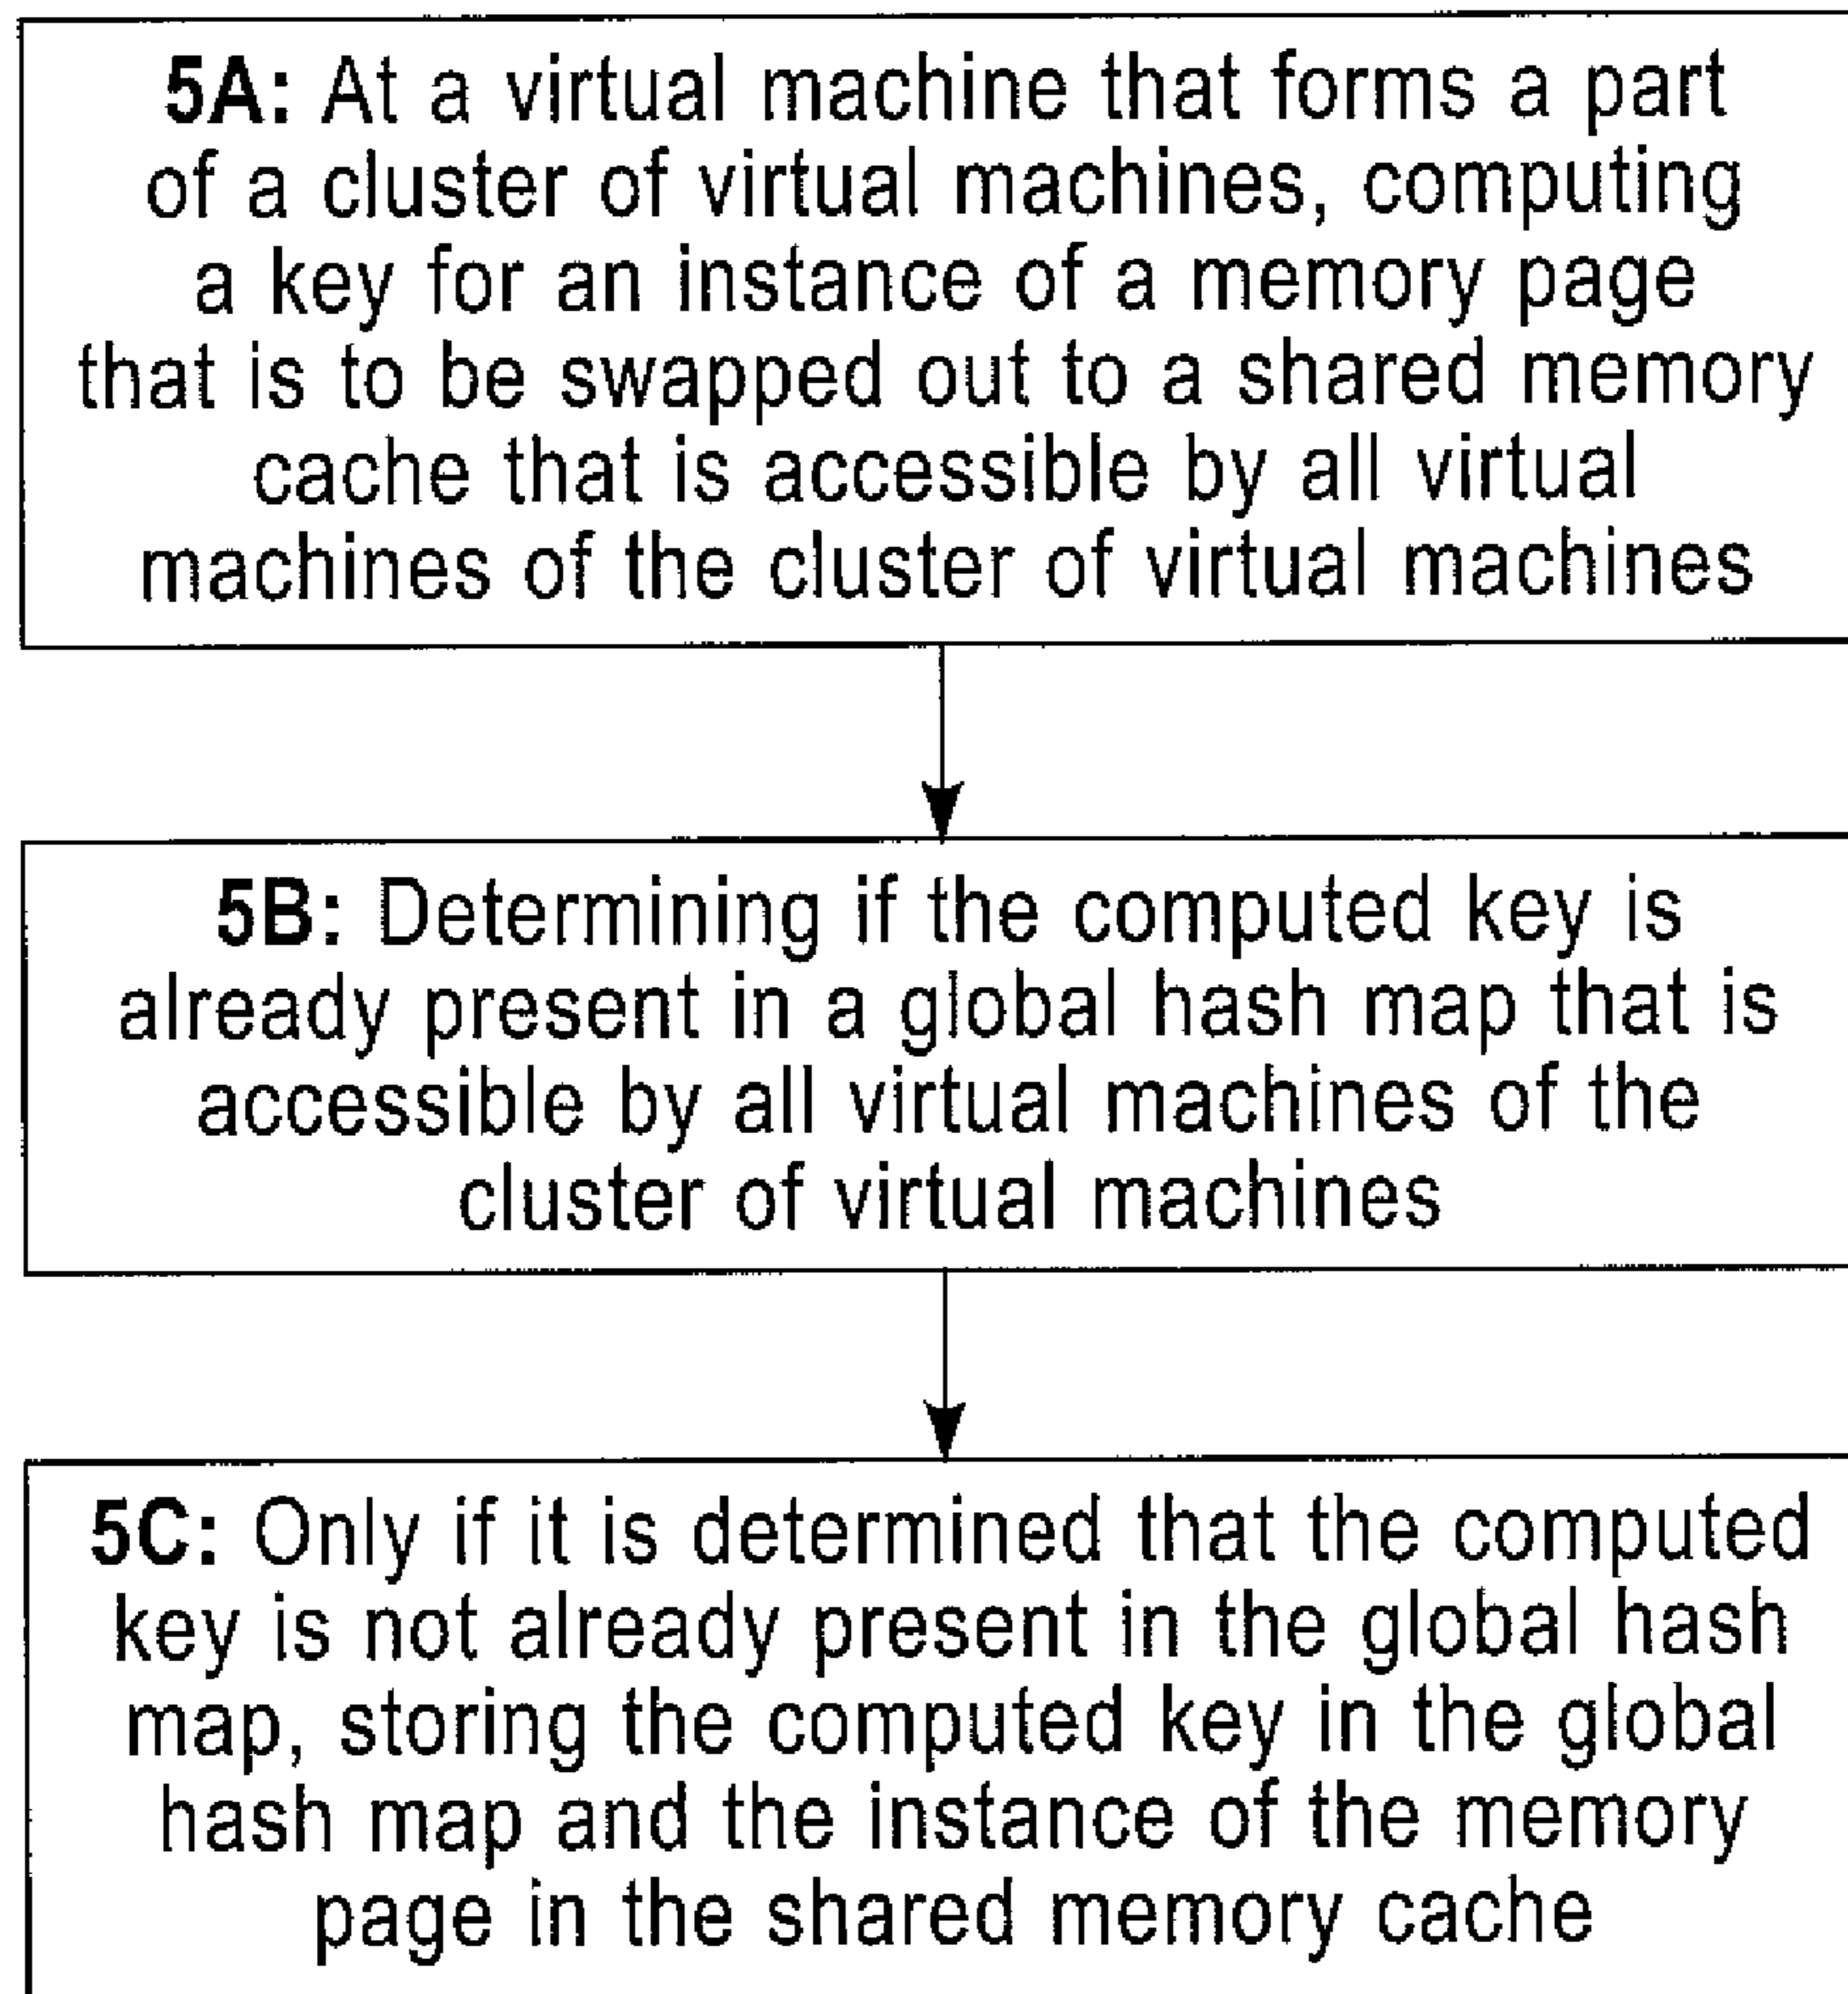 5A: At a virtual machine that forms a part
of a cluster of virtual machines, computing
a key for an instance of a memory page
that is to be swapped out to a shared memory
cache that is accessible by all virtual
machines of the cluster of virtual machines
5B: Determining if the computed key is
already present in a global hash map that is
accessible by all virtual machines of the
cluster of virtual machines
5C: Only if it is determined that the computed
key is not already present in the global hash
map, storing the computed key in the global
hash map and the instance of the memory
page in the shared memory cache